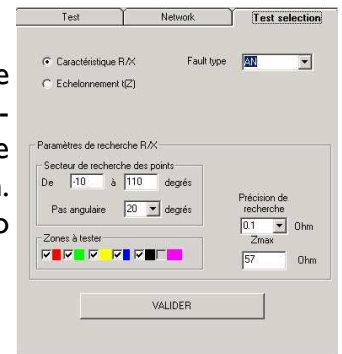 Test Network Test selection
Caractéristique R/X Fault type AN
Echelonnement t(Z)
Paramètres de recherche R/X
Secteur de recherche des points
De -10 à 110 degrés
Pas angulaire 20 degrés
Précision de
recherche
0.1 Ohm
Zones à tester
Zmax
57 Ohm
VALIDER